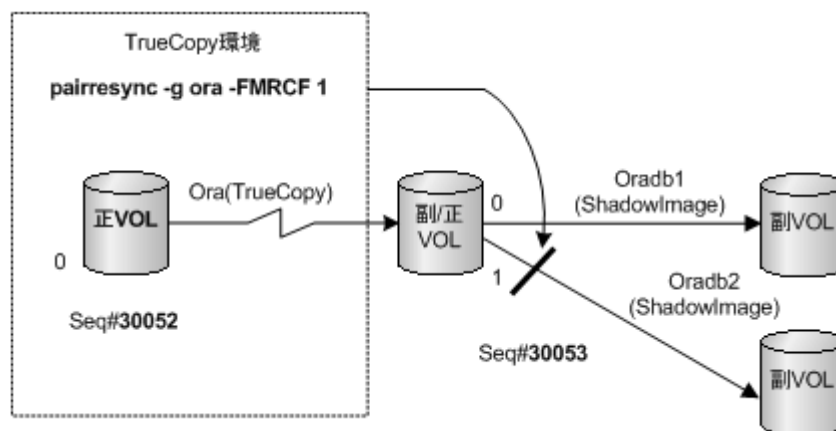 TrueCopy環境
pairresync -g ora -FMRCF 1
正VOL
0
Seq#30052
Ora(TrueCopy)
副/正
VOL
0
1
Seq#30053
Oradb1
(ShadowImage)
副VOL
Oradb2
(ShadowImage)
副VOL